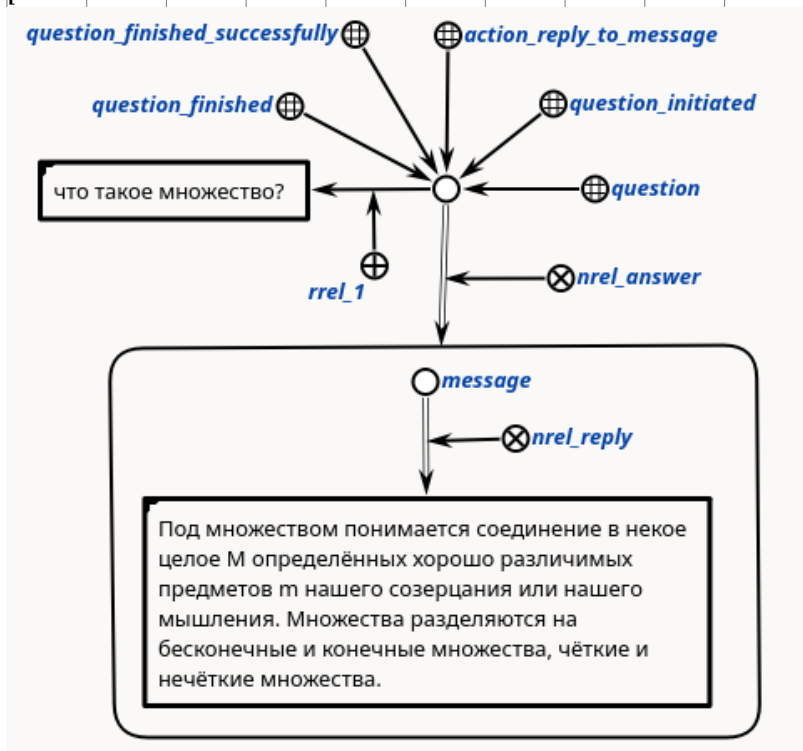 question_finished_successfully
action_reply_to_message
question_finished
question_initiated
что такое множество?
question
rrel_1
nrel_answer
message
nrel_reply
Под множеством понимается соединение в некое
целое M определённых хорошо различимых
предметов m нашего созерцания или нашего
мышления. Множества разделяются на
бесконечные и конечные множества, чёткие и
нечёткие множества.